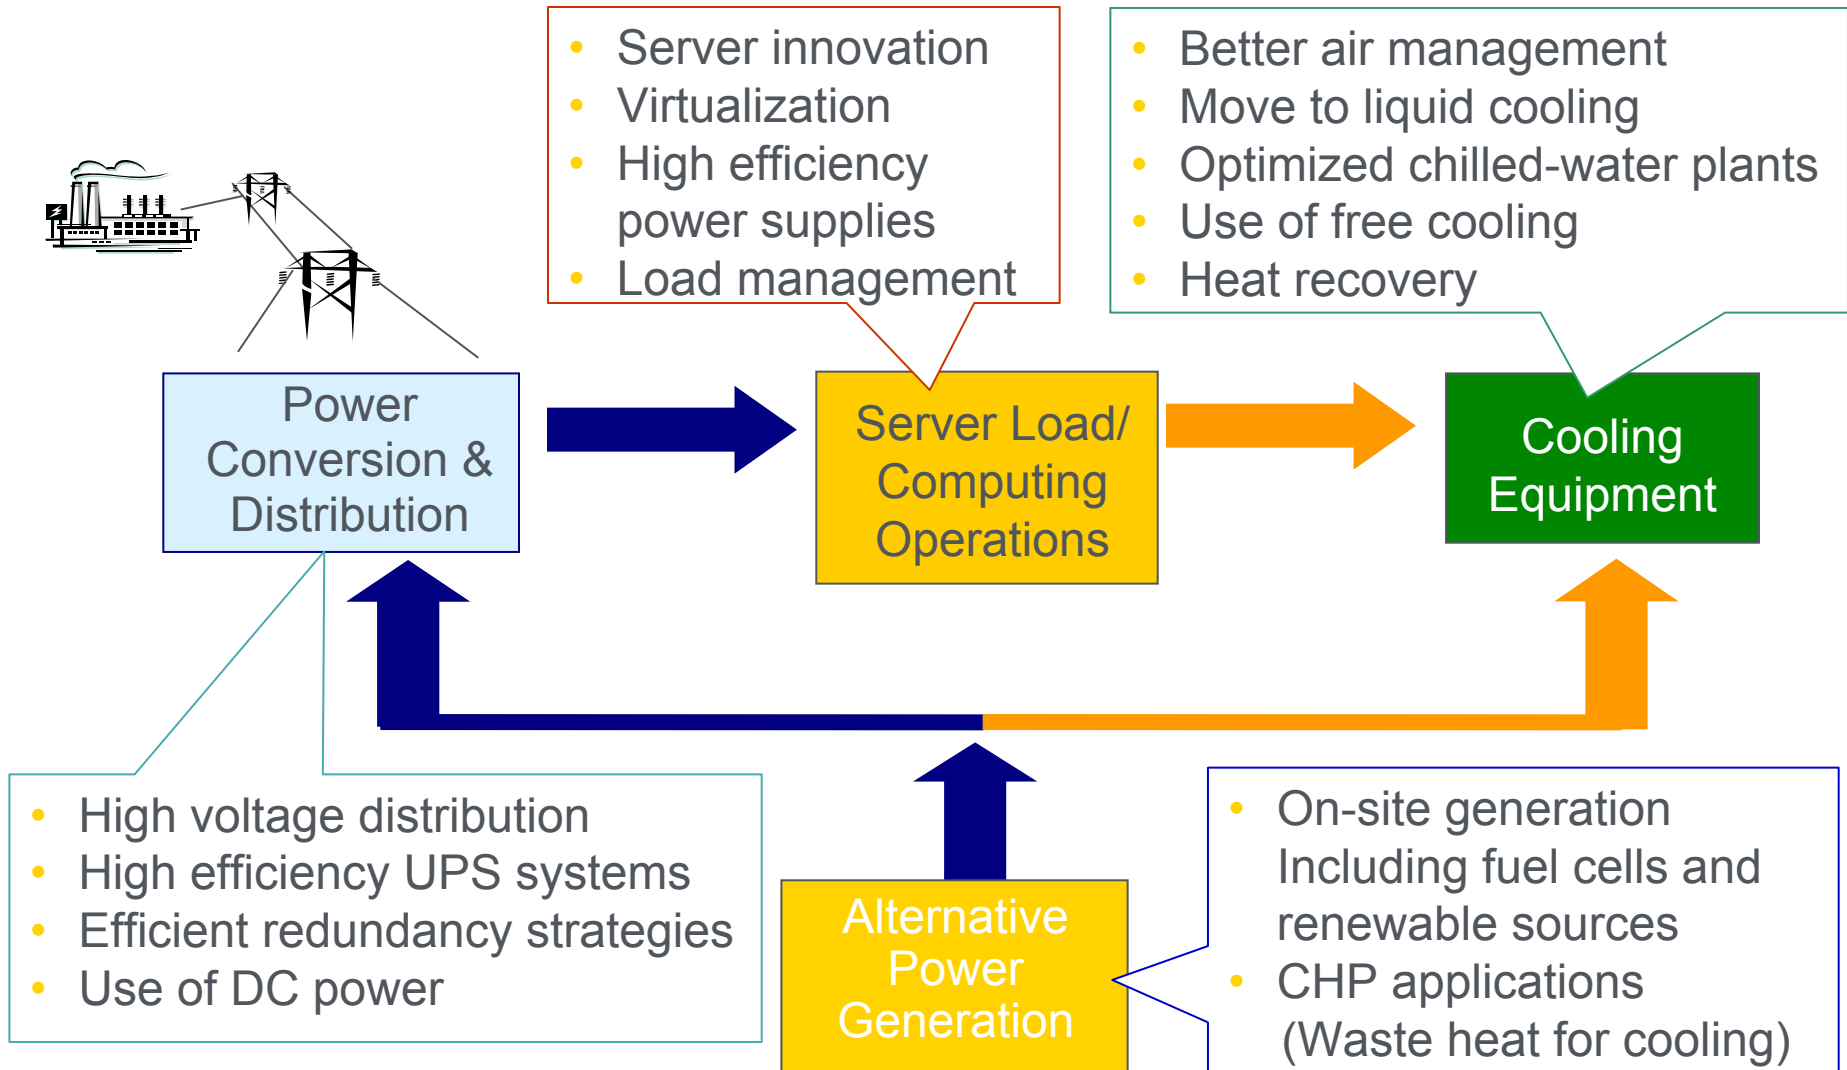 • Server innovation
• Virtualization
• High efficiency
power supplies
• Load management
• Better air management
• Move to liquid cooling
• Optimized chilled-water plants
• Use of free cooling
• Heat recovery
Power
Conversion &
Distribution
Server Load/
Computing
Operations
Cooling
Equipment
• High voltage distribution
• High efficiency UPS systems
• Efficient redundancy strategies
• Use of DC power
Alternative
Power
Generation
• On-site generation
Including fuel cells and
renewable sources
• CHP applications
(Waste heat for cooling)